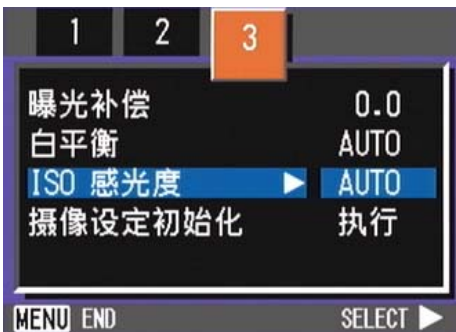 1 2 3
曝光补偿 0.0
白平衡 AUTO
ISO 感光度 ▶ AUTO
摄像设定初始化 执行
MENU END SELECT ▶